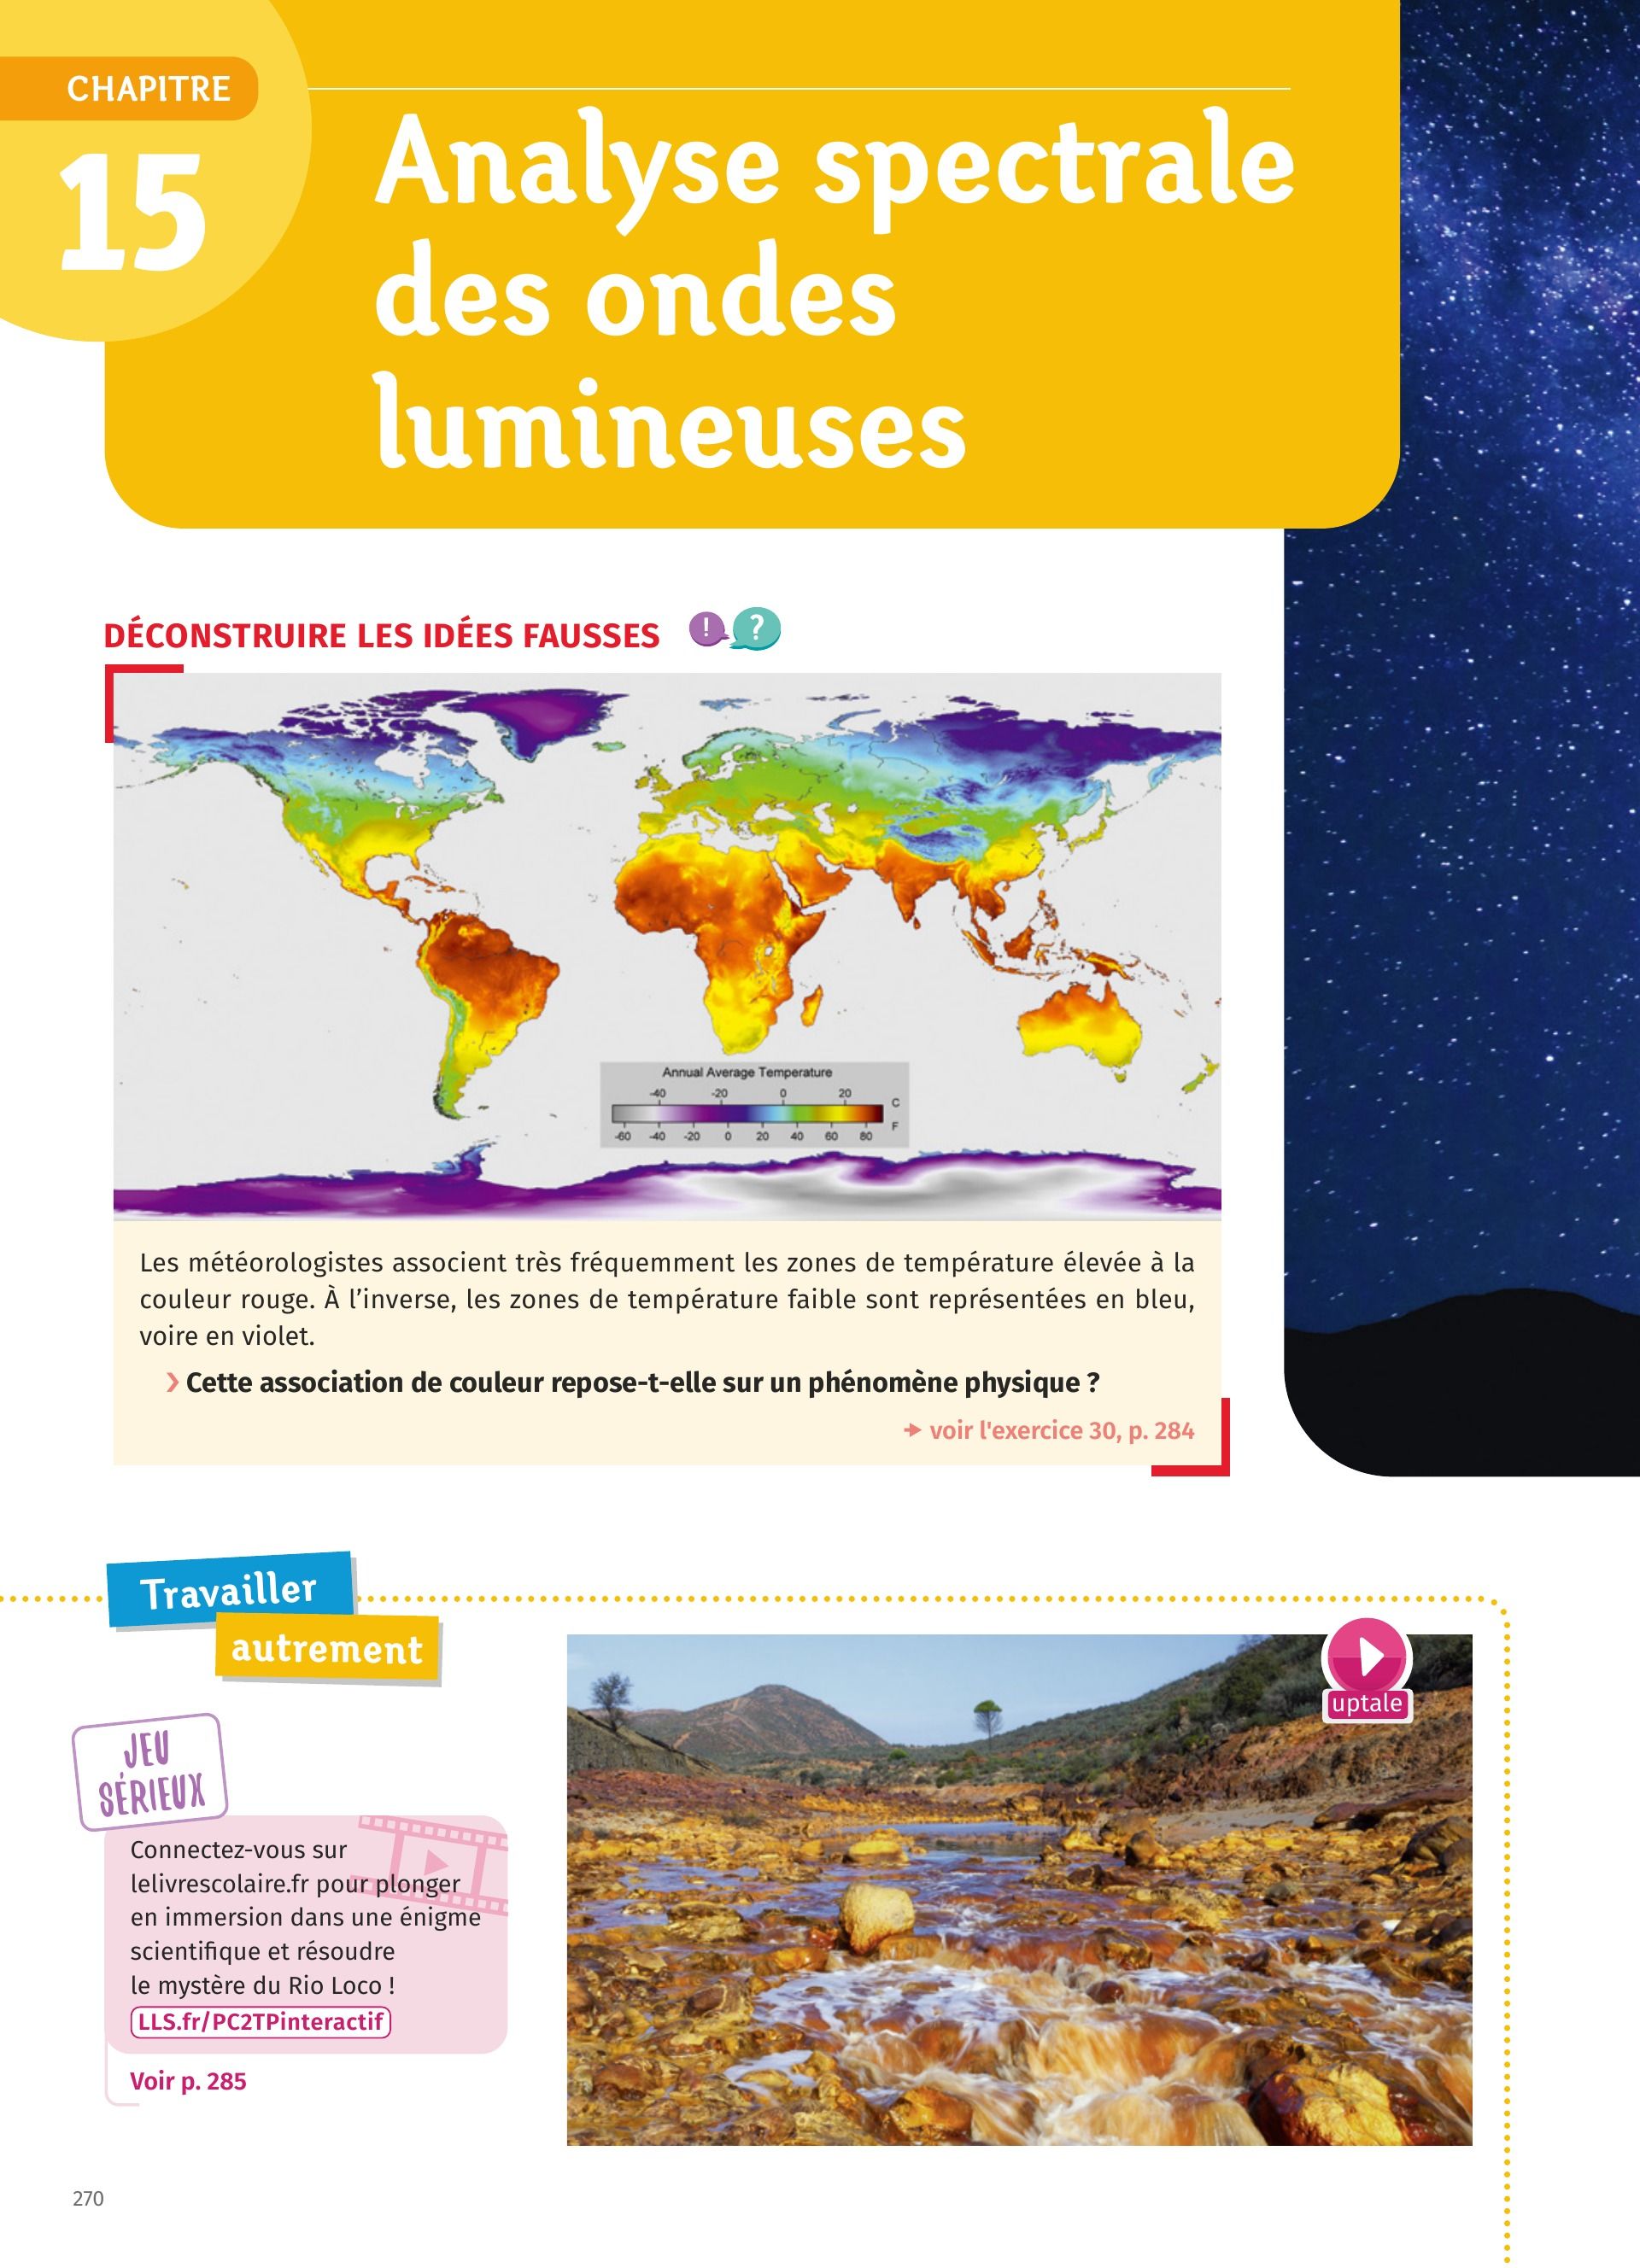 CHAPITRE
15
Analyse spectrale
des ondes
lumineuses
DÉCONSTRUIRE LES IDÉES FAUSSES
! ?
Annual Average Temperature
-40 -20 0 20
C
F
-60 -40 -20 0 20 40 60 80
Les météorologistes associent très fréquemment les zones de température élevée à la
couleur rouge. À l’inverse, les zones de température faible sont représentées en bleu,
voire en violet.
› Cette association de couleur repose-t-elle sur un phénomène physique ?
voir l'exercice 30, p. 284
Travailler
autrement
uptale
JEU
SÉRIEUX
Connectez-vous sur
lelivrescolaire.fr pour plonger
en immersion dans une énigme
scientifique et résoudre
le mystère du Rio Loco !
LLS.fr/PC2TPinteractif
Voir p. 285
270